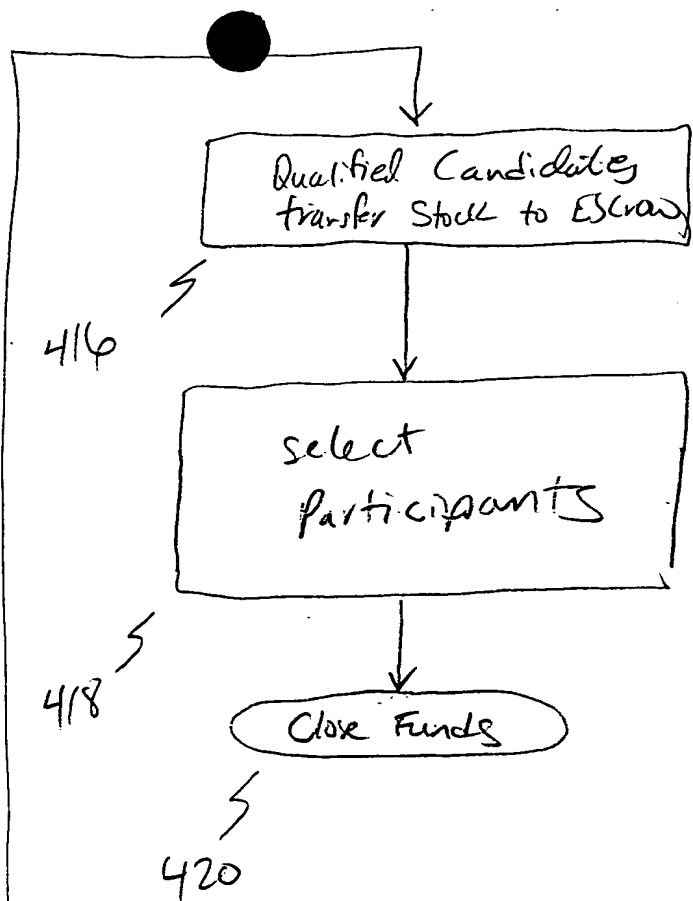 Qualified Candidates
transfer Stock to Escrow
416
select
Participants
418
Close Funds
420